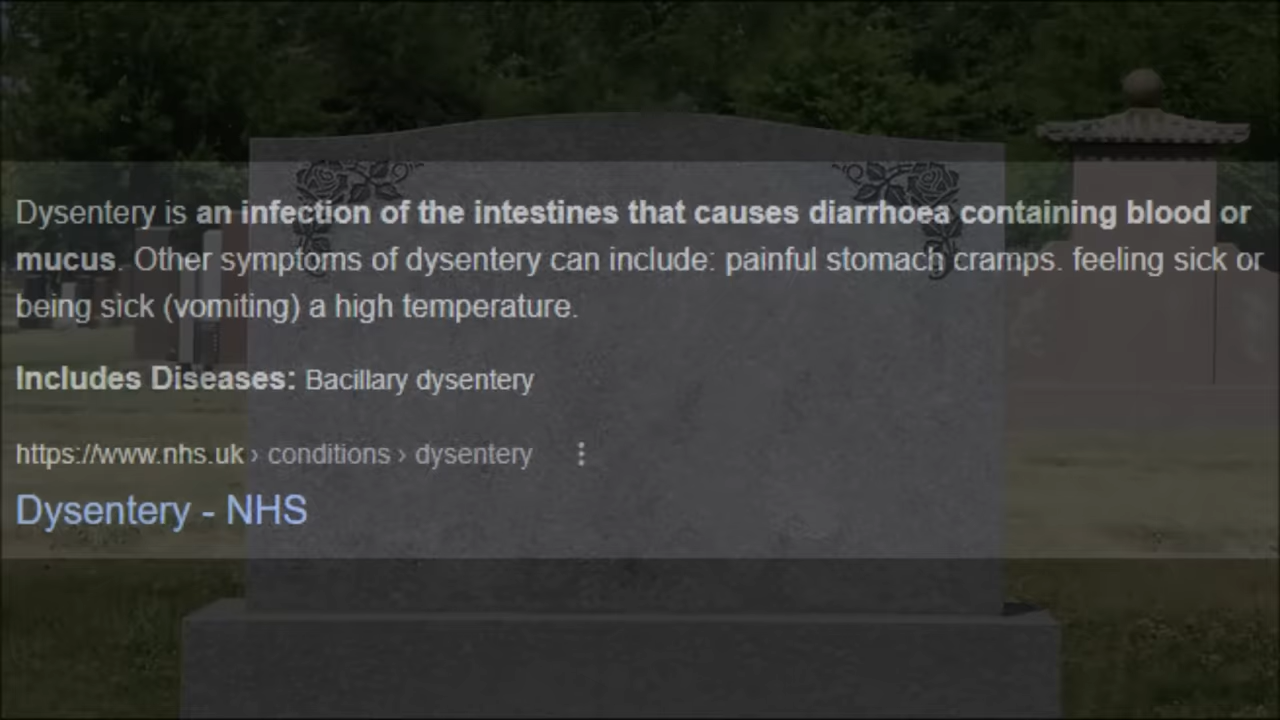 Dysentery is an infection of the intestines that causes diarrhoea containing blood or
mucus. Other symptoms of dysentery can include: painful stomach cramps. feeling sick or
being sick (vomiting) a high temperature.
Includes Diseases: Bacillary dysentery
https://www.nhs.uk › conditions › dysentery
Dysentery - NHS